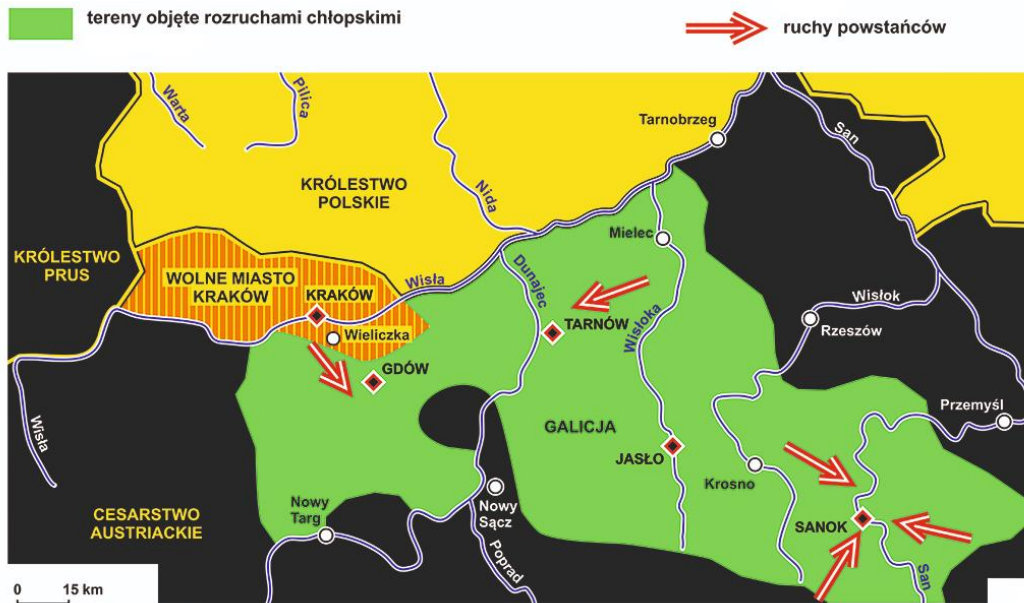 tereny objęte rozruchami chłopskimi
ruchy powstańców
Warta
Pilica
Nida
San
Tarnobrzeg
KRÓLESTWO
POLSKIE
KRÓLESTWO
PRUS
WOLNE MIASTO
KRAKÓW
KRAKÓW
Wisła
Wieliczka
Dunajec
Mielec
TARNÓW
Wisłoka
Wisłok
Rzeszów
GDÓW
Wisła
GALICJA
JASŁO
Krosno
Przemyśl
CESARSTWO
AUSTRIACKIE
Nowy
Targ
Nowy
Sącz
Poprad
SANOK
San
0 15 km